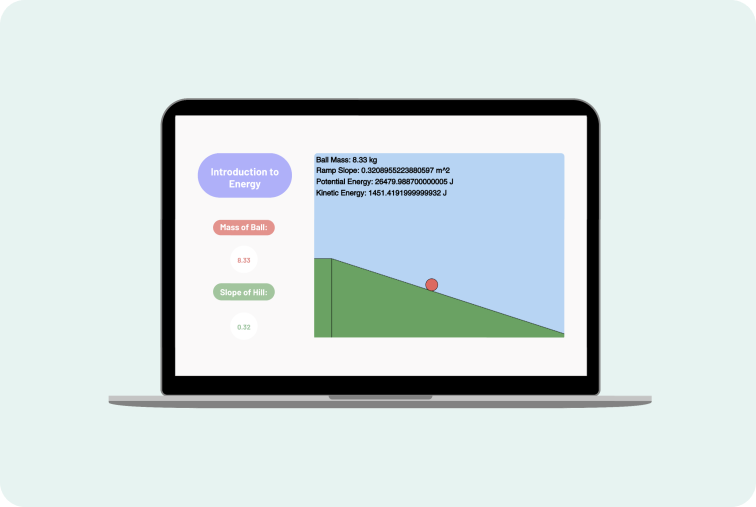 Introduction to
Energy
Mass of Ball:
8.33
Slope of Hill:
0.32
Ball Mass: 8.33 kg
Ramp Slope: 0.3208955223880597 m^2
Potential Energy: 26479.988700000005 J
Kinetic Energy: 1451.4191999999932 J